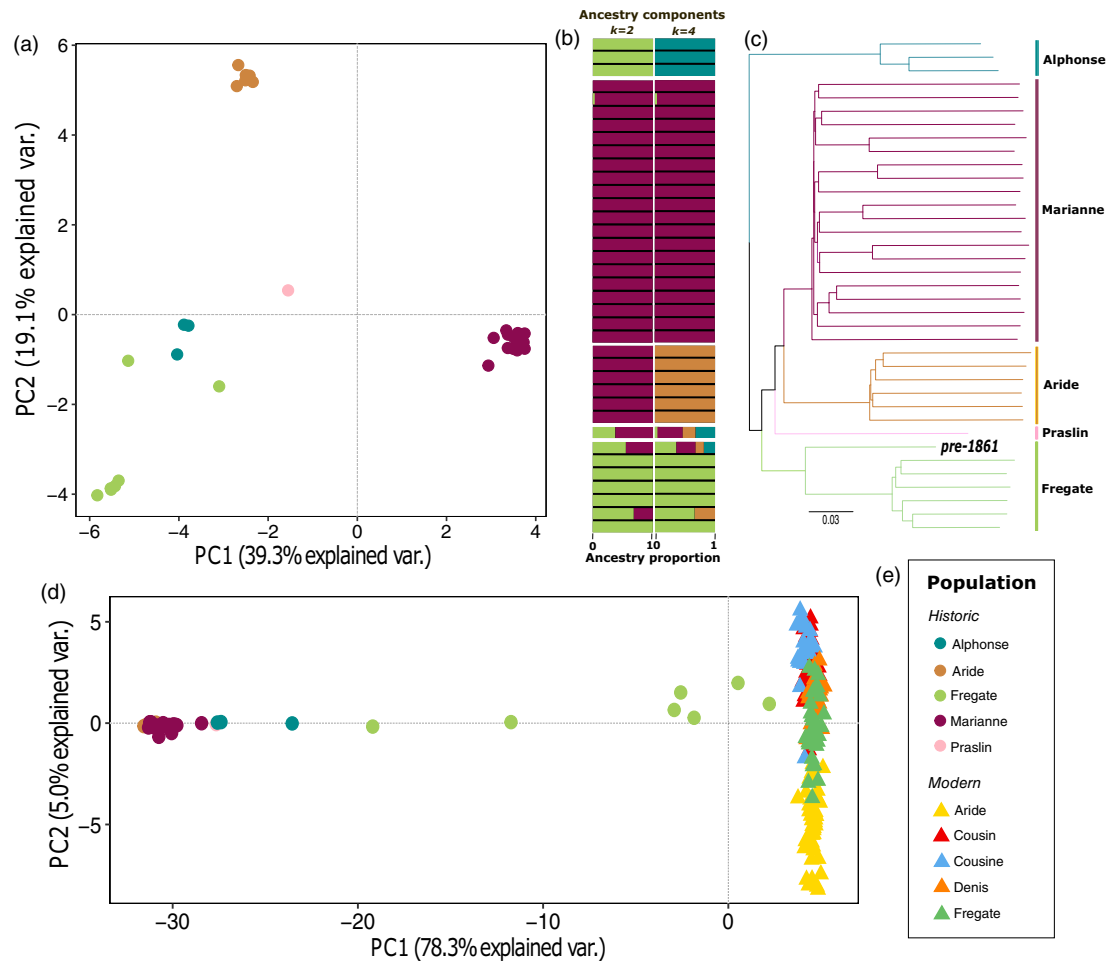 (a)
6
4
2
0
−2
−4
−6
−4
−2
0
2
4
PC2 (19.1% explained var.)
PC1 (39.3% explained var.)
(b)
Ancestry components
k=2
k=4
0
10
1
Ancestry proportion
(c)
Alphonse
Marianne
Aride
Praslin
pre-1861
Fregate
0.03
(d)
5
0
−5
−30
−20
−10
0
PC2 (5.0% explained var.)
PC1 (78.3% explained var.)
(e)
Population
Historic
Alphonse
Aride
Fregate
Marianne
Praslin
Modern
Aride
Cousin
Cousine
Denis
Fregate